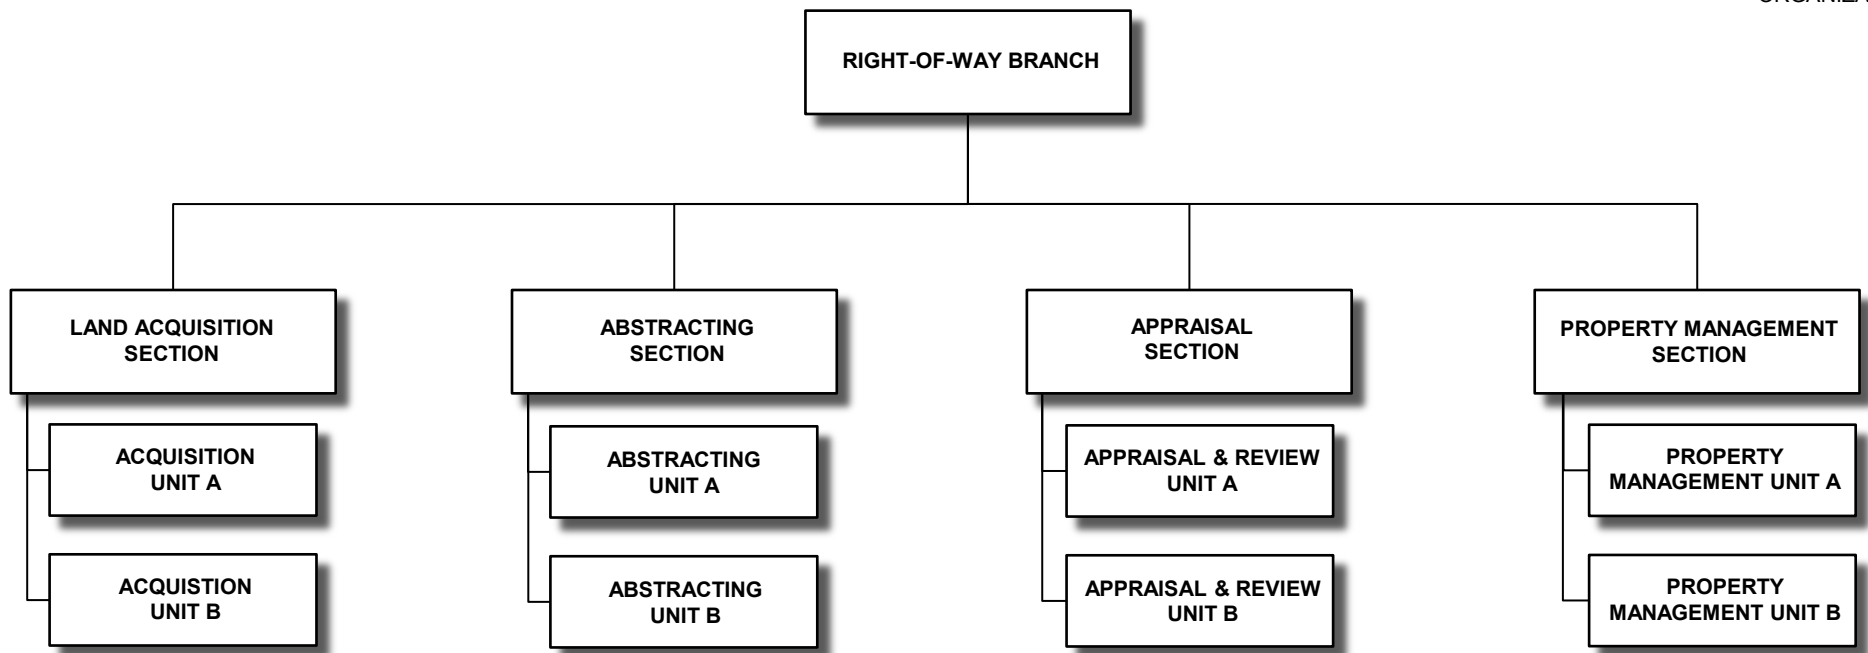 RIGHT-OF-WAY BRANCH
LAND ACQUISITION
SECTION
ABSTRACTING
SECTION
APPRAISAL
SECTION
PROPERTY MANAGEMENT
SECTION
ACQUISITION
UNIT A
ABSTRACTING
UNIT A
APPRAISAL & REVIEW
UNIT A
PROPERTY
MANAGEMENT UNIT A
ACQUISTION
UNIT B
ABSTRACTING
UNIT B
APPRAISAL & REVIEW
UNIT B
PROPERTY
MANAGEMENT UNIT B